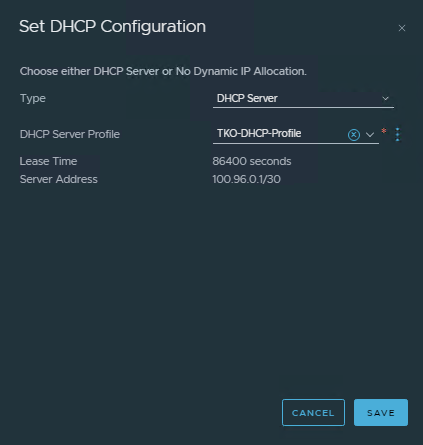 Set DHCP Configuration
Choose either DHCP Server or No Dynamic IP Allocation.
Type DHCP Server
DHCP Server Profile TKO-DHCP-Profile *
Lease Time 86400 seconds
Server Address 100.96.0.1/30
CANCEL SAVE